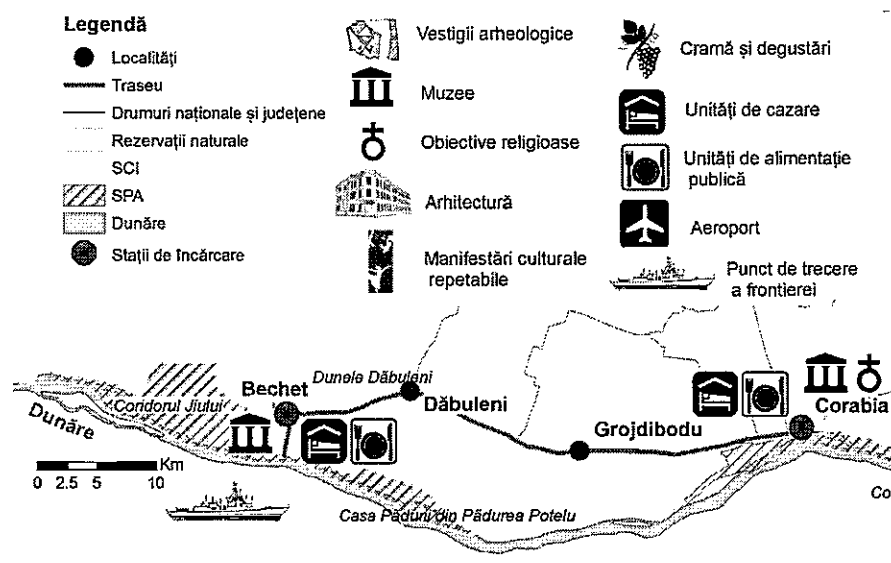 Legendă
Localități
Traseu
Drumuri naționale și județene
Rezervații naturale
SCI
SPA
Dunăre
Stații de încărcare
Vestigii arheologice
Muzee
Obiective religioase
Arhitectură
Manifestări culturale
repetabile
Cramă și degustări
Unități de cazare
Unități de alimentație
publică
Aeroport
Punct de trecere
a frontierei
Bechet
Dunele Dăbuleni
Coridorul Jiului
Dăbuleni
Corabia
Dunăre
Grojdibodu
Km
0 2.5 5 10
Casa Pădurii din Pădurea Potelu
Co